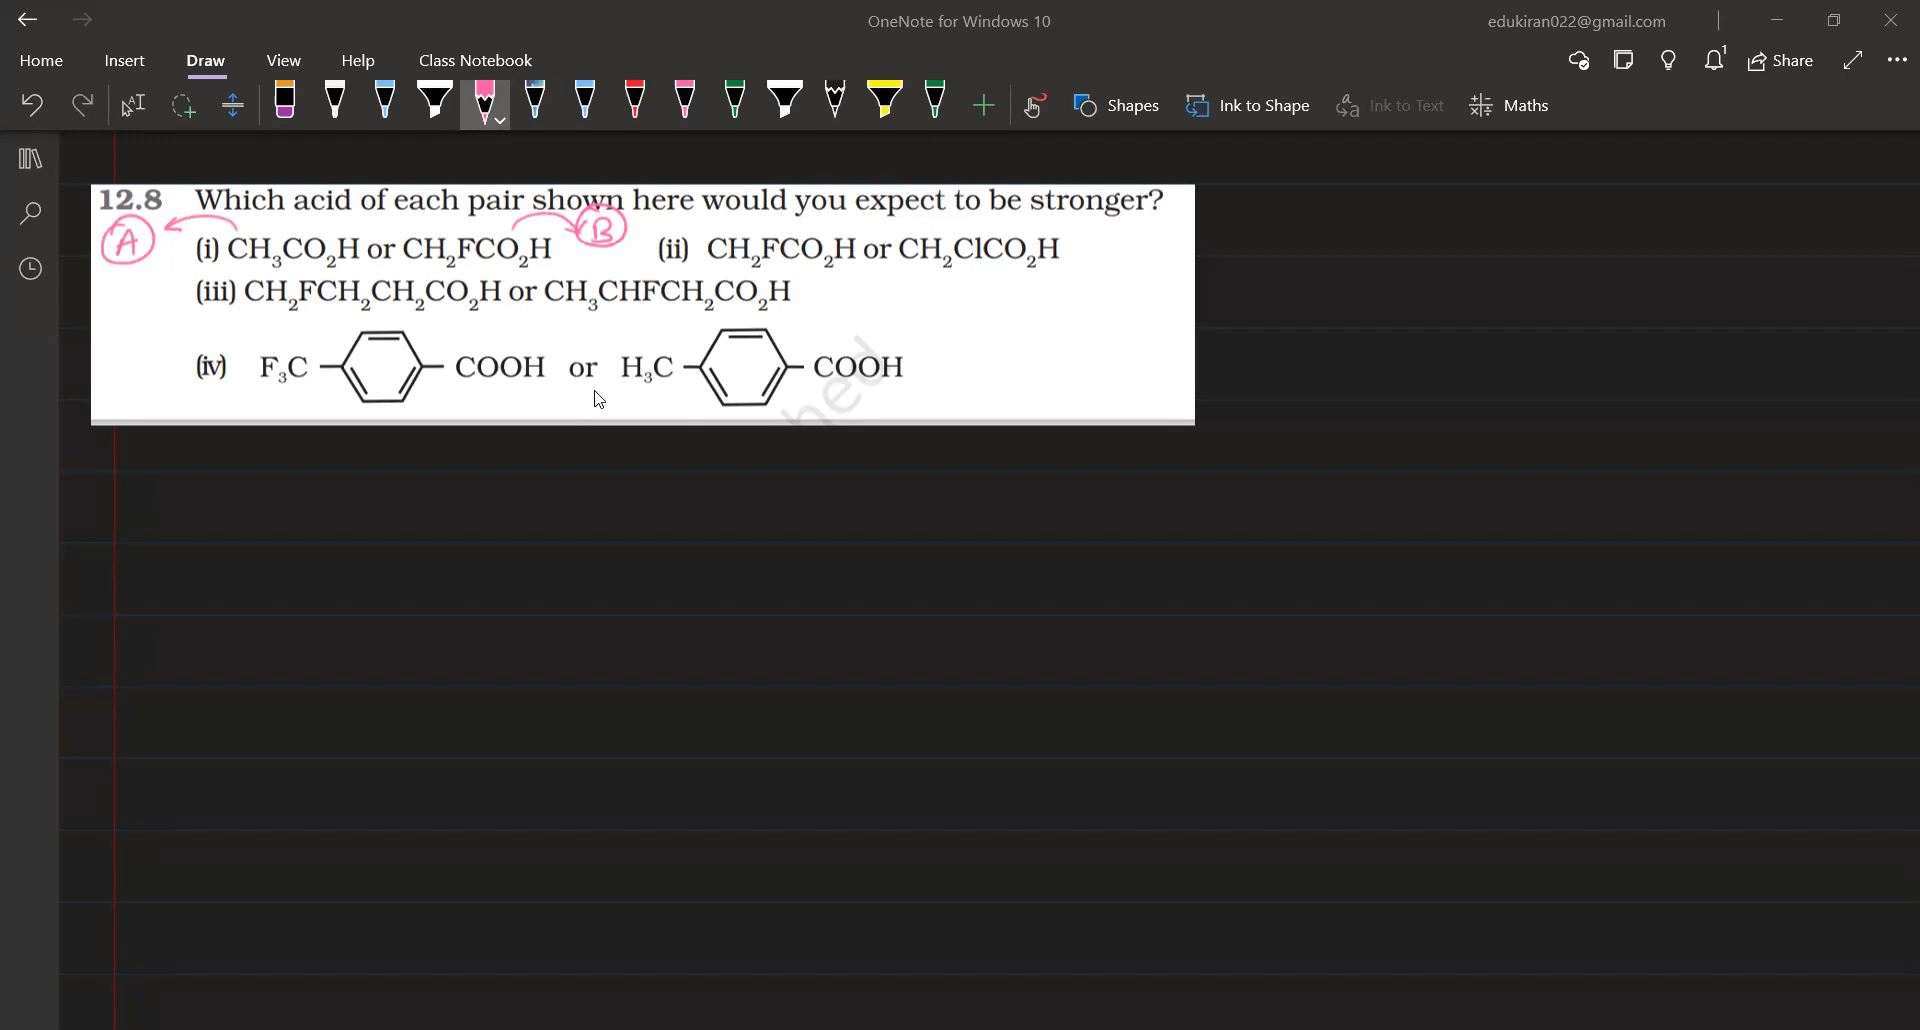 OneNote for Windows 10
edukiran022@gmail.com
Home Insert Draw View Help Class Notebook
1
Share
Shapes Ink to Shape Ink to Text Maths
12.8 Which acid of each pair shown here would you expect to be stronger?
A B
(i) CH₃CO₂H or CH₂FCO₂H (ii) CH₂FCO₂H or CH₂ClCO₂H
(iii) CH₂FCH₂CH₂CO₂H or CH₃CHFCH₂CO₂H
(iv) F₃C COOH or H₃C COOH
hed